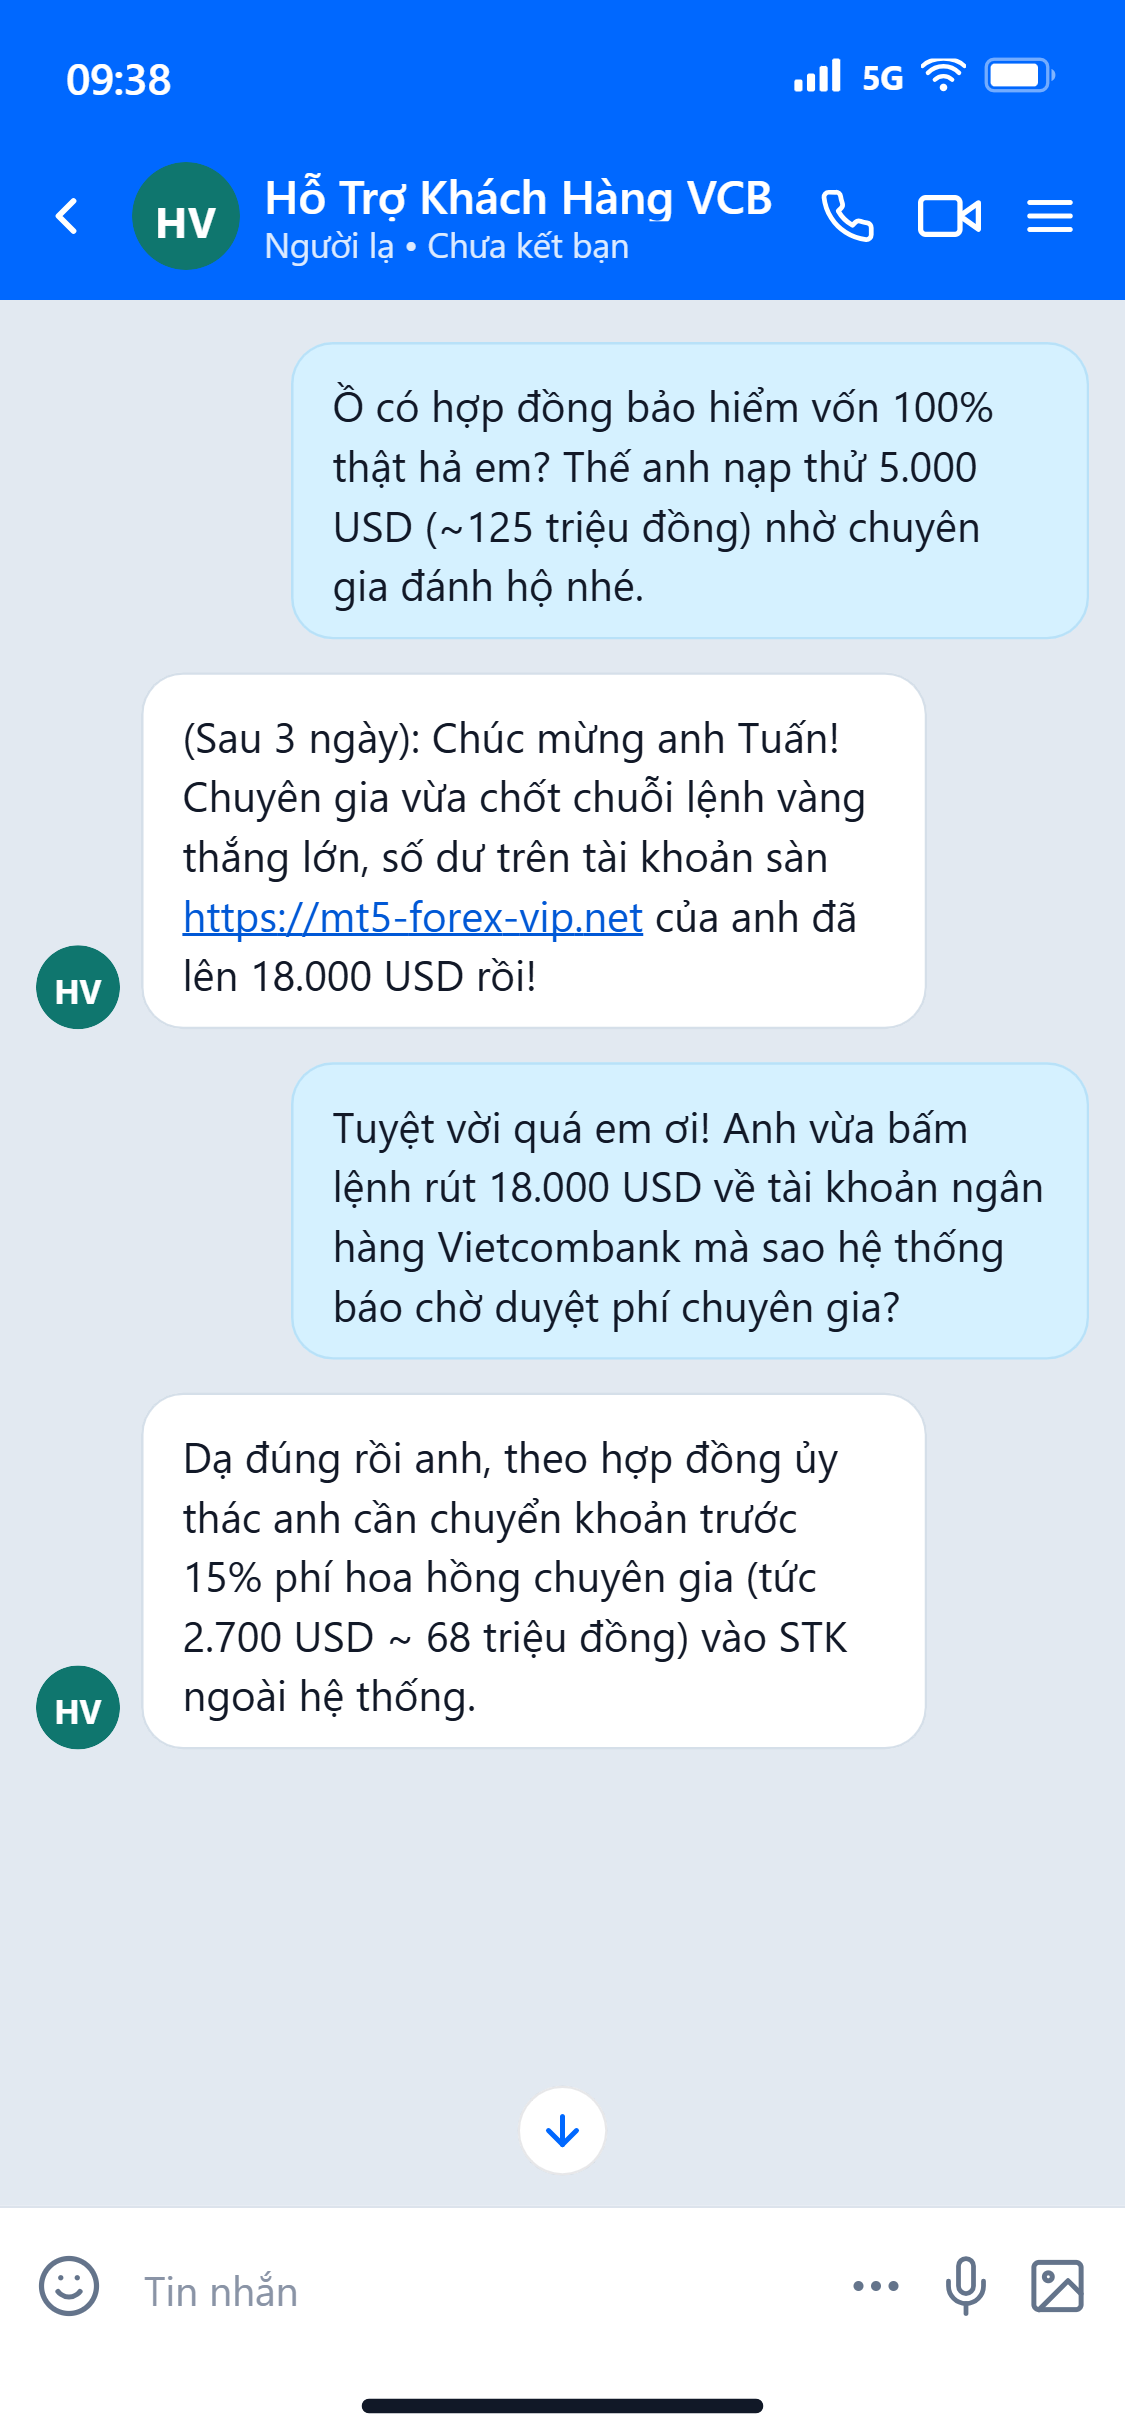 09:38
5G
HV
Hỗ Trợ Khách Hàng VCB
Người lạ • Chưa kết bạn
Ồ có hợp đồng bảo hiểm vốn 100%
thật hả em? Thế anh nạp thử 5.000
USD (~125 triệu đồng) nhờ chuyên
gia đánh hộ nhé.
(Sau 3 ngày): Chúc mừng anh Tuấn!
Chuyên gia vừa chốt chuỗi lệnh vàng
thắng lớn, số dư trên tài khoản sàn
https://mt5-forex-vip.net của anh đã
lên 18.000 USD rồi!
HV
Tuyệt vời quá em ơi! Anh vừa bấm
lệnh rút 18.000 USD về tài khoản ngân
hàng Vietcombank mà sao hệ thống
báo chờ duyệt phí chuyên gia?
Dạ đúng rồi anh, theo hợp đồng ủy
thác anh cần chuyển khoản trước
15% phí hoa hồng chuyên gia (tức
2.700 USD ~ 68 triệu đồng) vào STK
ngoài hệ thống.
HV
Tin nhắn